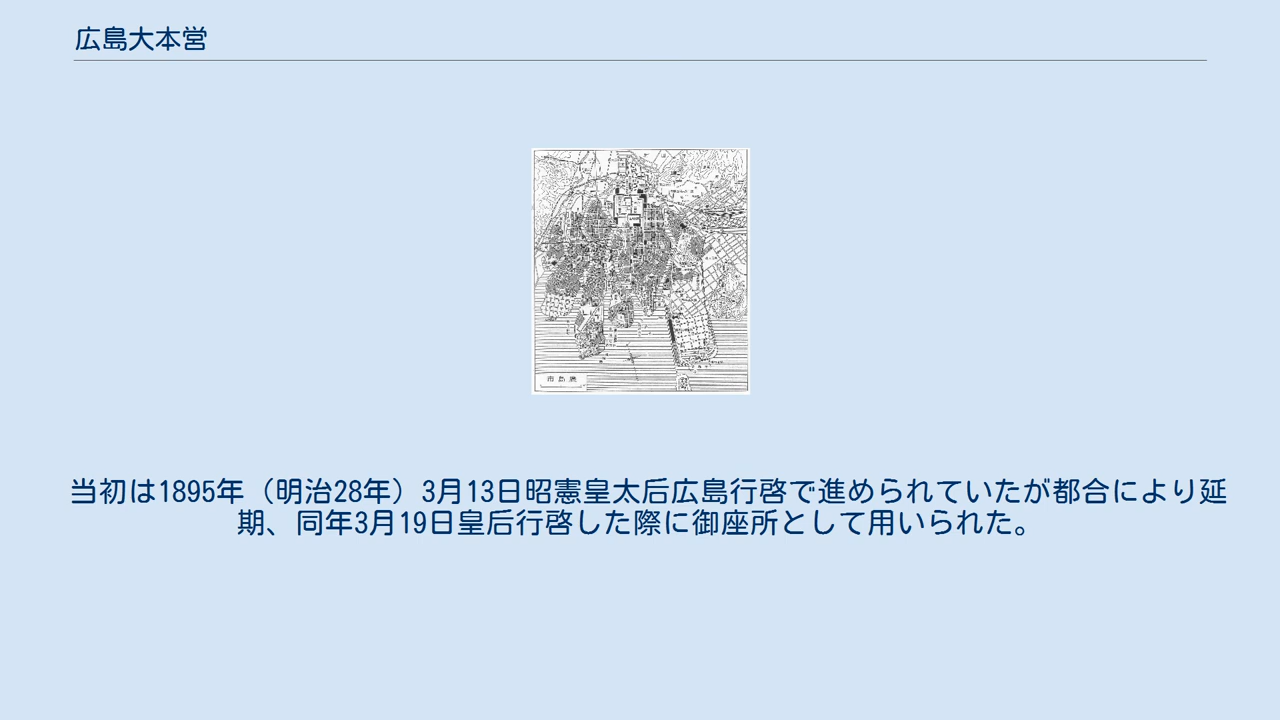 広島大本営
市島廣
当初は1895年（明治28年）3月13日昭憲皇太后広島行啓で進められていたが都合により延
期、同年3月19日皇后行啓した際に御座所として用いられた。